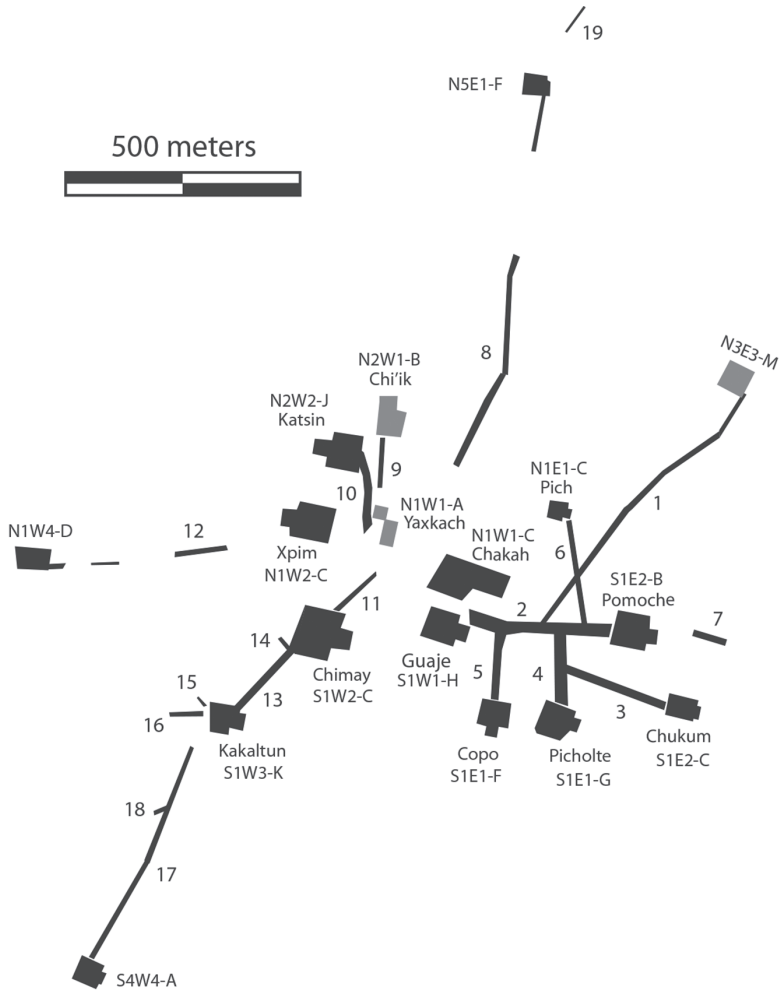 19
N5E1-F
500 meters
8
N3E3-M
N2W1-B
Chi'ik
N2W2-J
Katsin
9
10
N1E1-C
Pich
1
N1W1-A
Yaxkach
N1W4-D
12
Xpim
N1W2-C
N1W1-C
Chakah
6
S1E2-B
Pomoche
11
2
7
14
Guaje
S1W1-H
5
4
Chimay
S1W2-C
15
13
3
16
Kakaltun
S1W3-K
Copo
S1E1-F
Picholte
S1E1-G
Chukum
S1E2-C
18
17
S4W4-A